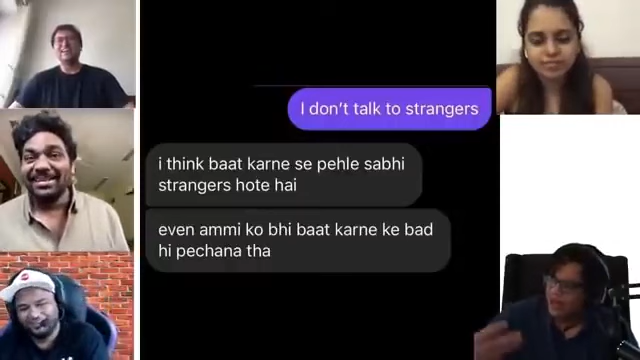 I don't talk to strangers
i think baat karne se pehle sabhi
strangers hote hai
even ammi ko bhi baat karne ke bad
hi pechana tha